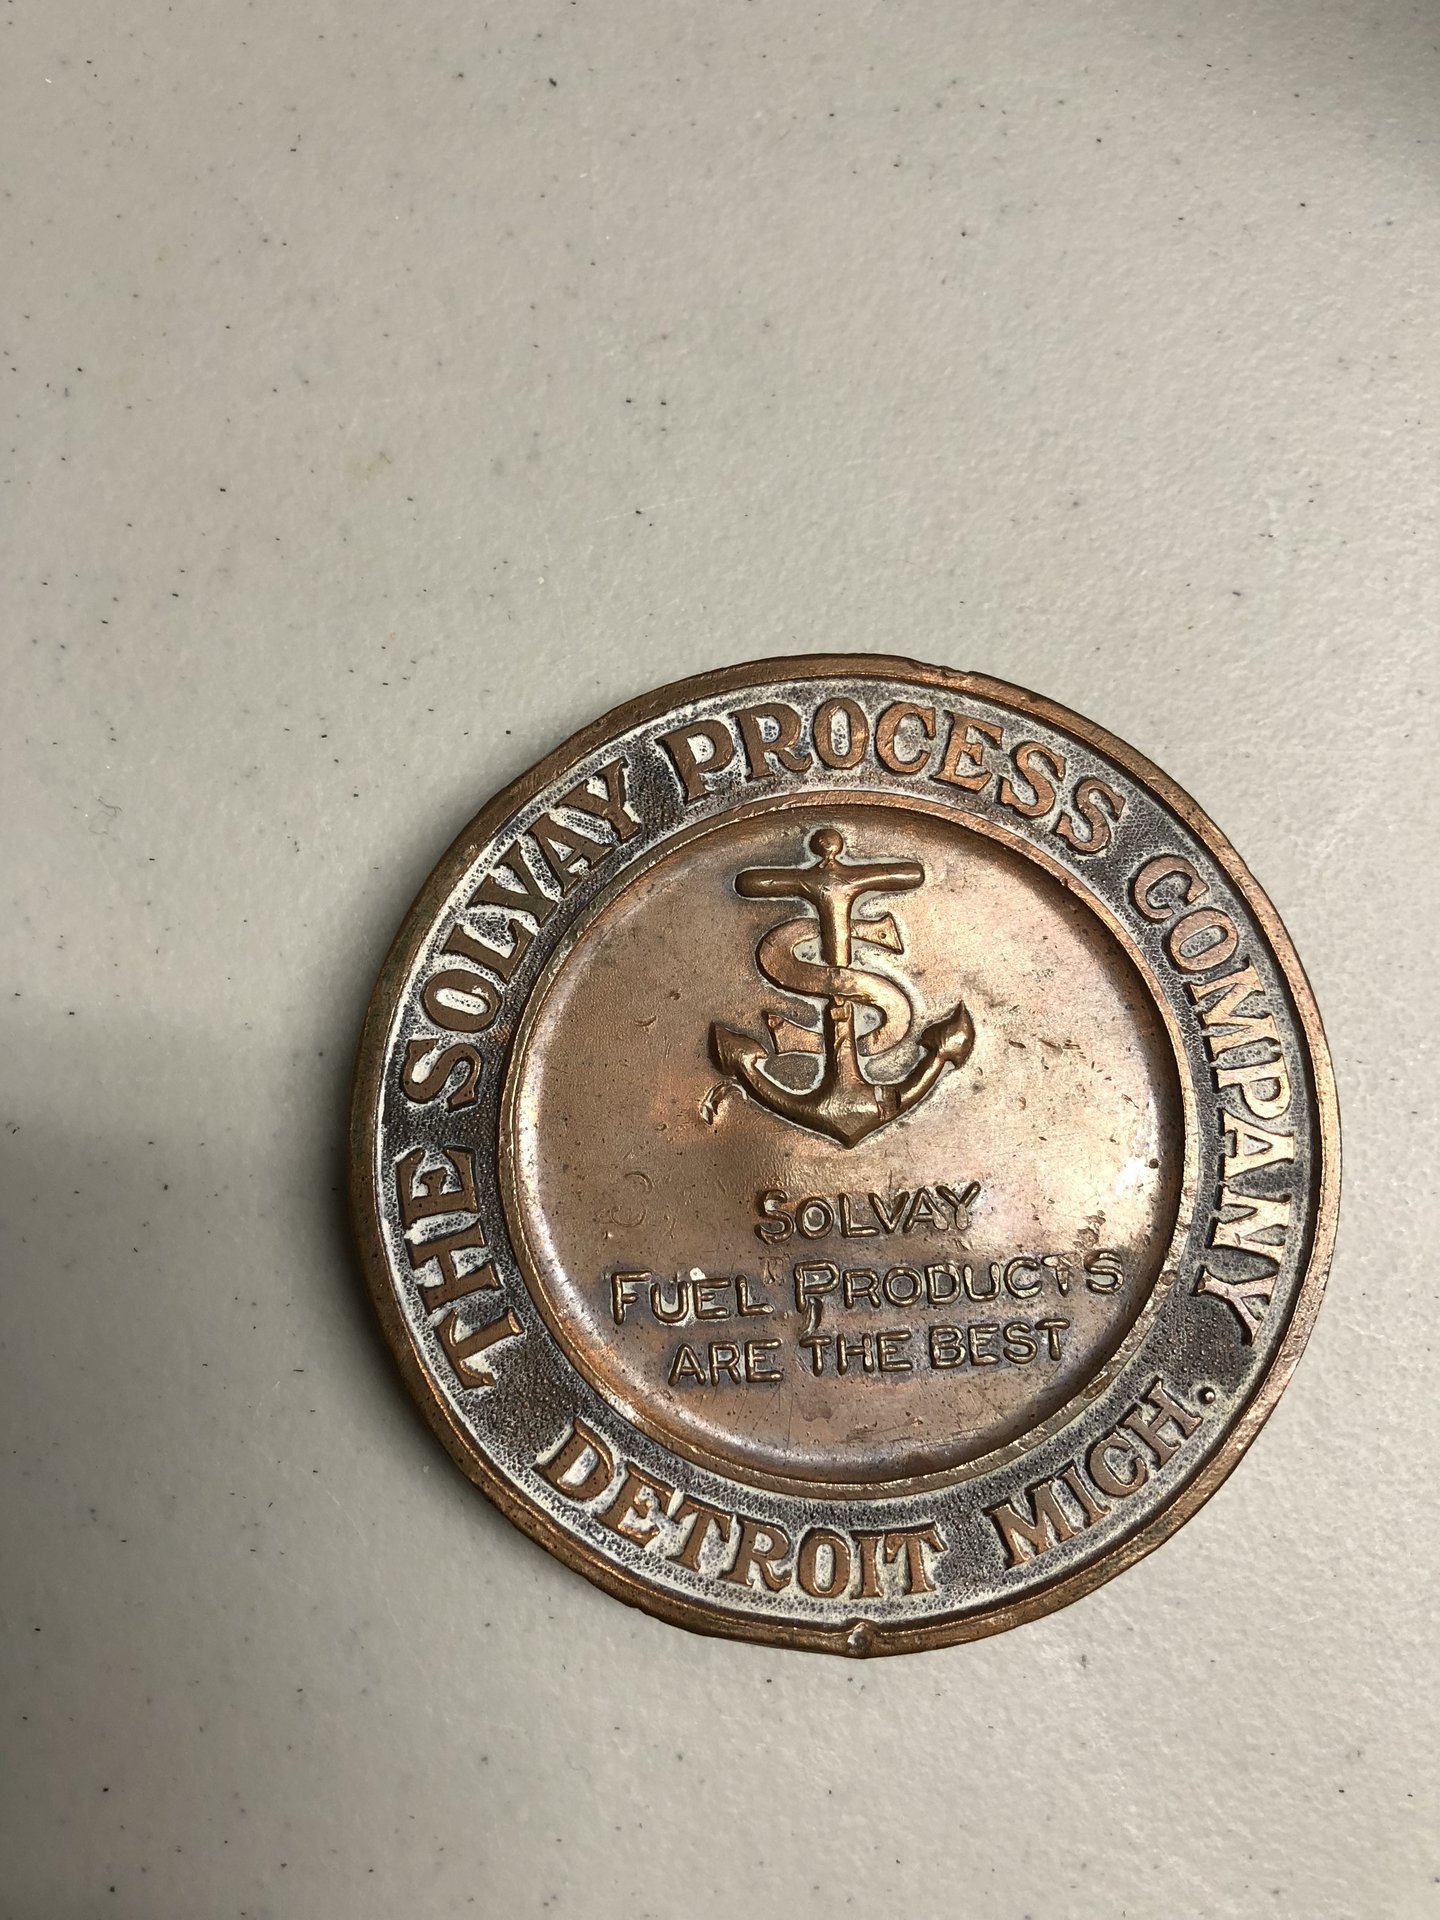 THE SOLVAY PROCESS COMPANY
S
SOLVAY
FUEL PRODUCTS
ARE THE BEST
DETROIT MICH.